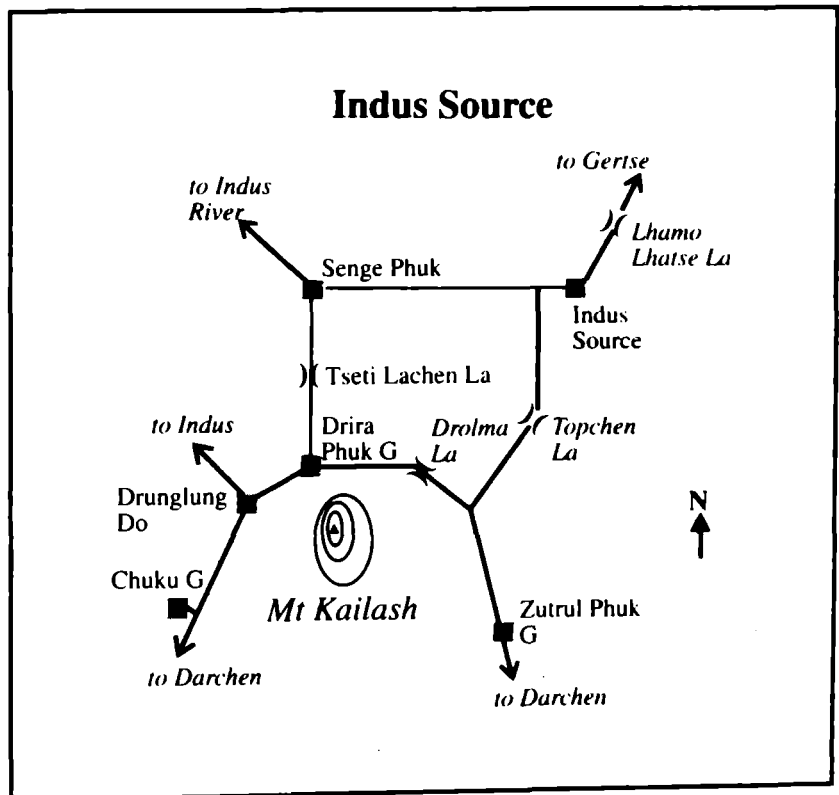 Indus Source
to Gertse
to Indus
River
Lhamo
Lhatse La
Senge Phuk
Indus
Source
Tseti Lachen La
to Indus
Drira
Phuk G
Drolma
La
Topchen
La
Drunglung
Do
N
Chuku G
Mt Kailash
Zutrul Phuk
G
to Darchen
to Darchen